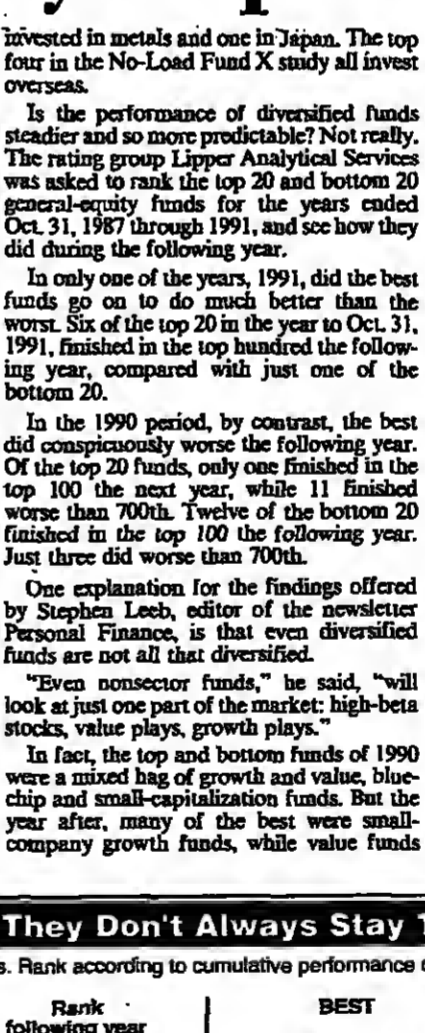 invested in metals and one in Japan. The top
four in the No-Load Fund X study all invest
overseas.
Is the performance of diversified funds
steadier and so more predictable? Not really.
The rating group Lipper Analytical Services
was asked to rank the top 20 and bottom 20
general-equity funds for the years ended
Oct. 31, 1987 through 1991, and see how they
did during the following year.
In only one of the years, 1991, did the best
funds go on to do much better than the
worst. Six of the top 20 in the year to Oct. 31,
1991, finished in the top hundred the follow-
ing year, compared with just one of the
bottom 20.
In the 1990 period, by contrast, the best
did conspicuously worse the following year.
Of the top 20 funds, only one finished in the
top 100 the next year, while 11 finished
worse than 700th. Twelve of the bottom 20
finished in the top 100 the following year.
Just three did worse than 700th.
One explanation for the findings offered
by Stephen Leeb, editor of the newsletter
Personal Finance, is that even diversified
funds are not all that diversified.
"Even nonsector funds," he said, "will
look at just one part of the market: high-beta
stocks, value plays, growth plays."
In fact, the top and bottom funds of 1990
were a mixed bag of growth and value, blue-
chip and small-capitalization funds. But the
year after, many of the best were small-
company growth funds, while value funds
They Don't Always Stay
s. Rank according to cumulative performance
Rank BEST
following year